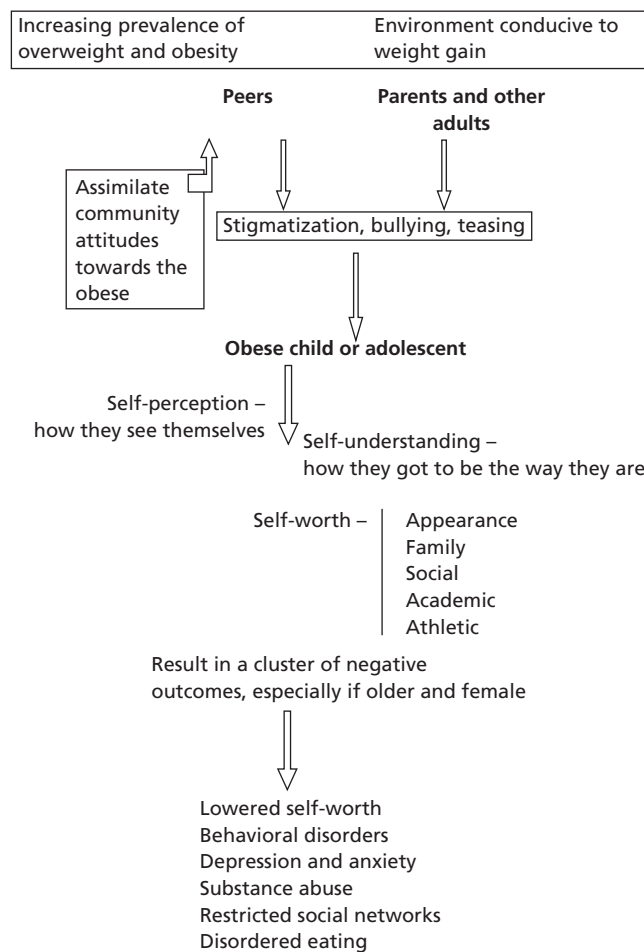 Increasing prevalence of
overweight and obesity
Environment conducive to
weight gain
Peers
Parents and other
adults
Assimilate
community
attitudes
towards the
obese
Stigmatization, bullying, teasing
Obese child or adolescent
Self-perception –
how they see themselves
Self-understanding –
how they got to be the way they are
Self-worth –
Appearance
Family
Social
Academic
Athletic
Result in a cluster of negative
outcomes, especially if older and female
Lowered self-worth
Behavioral disorders
Depression and anxiety
Substance abuse
Restricted social networks
Disordered eating